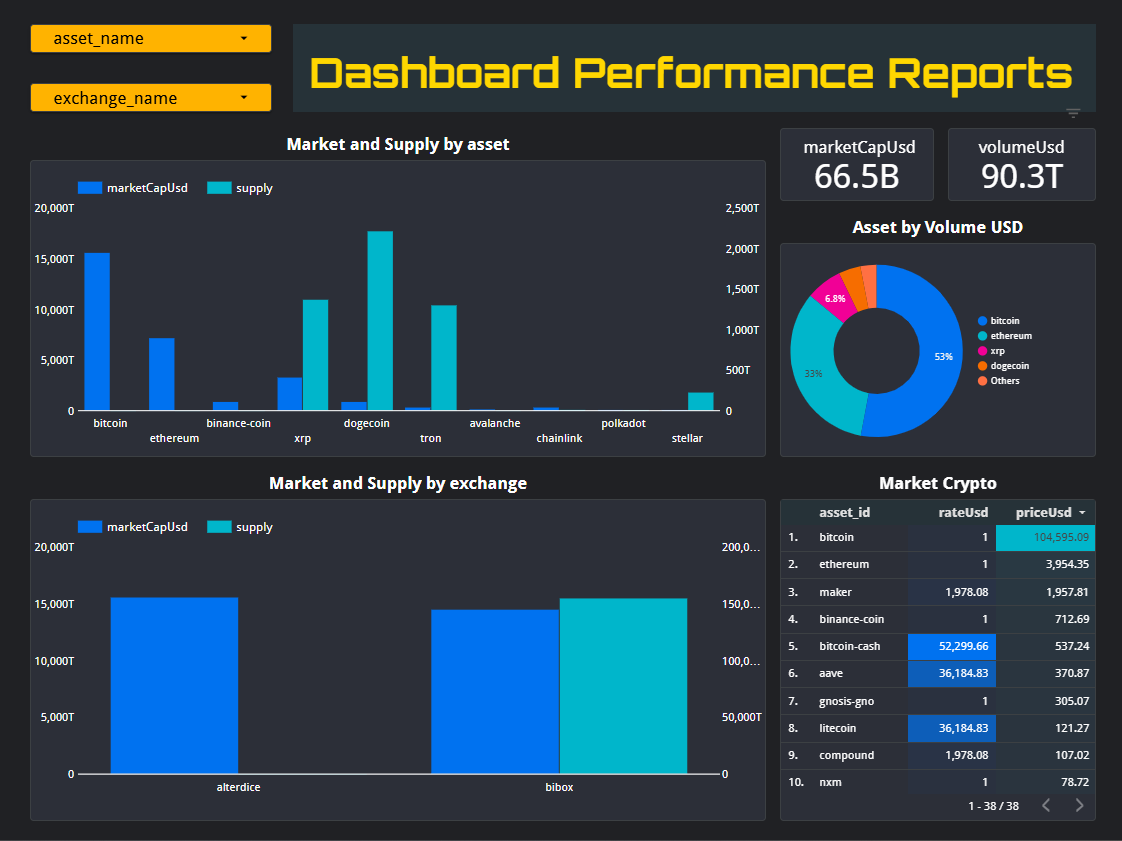 asset_name
exchange_name
Dashboard Performance Reports
Market and Supply by asset
marketCapUsd supply
20,000T
15,000T
10,000T
5,000T
0
2,500T
2,000T
1,500T
1,000T
500T
0
bitcoin
ethereum
binance-coin
xrp
dogecoin
tron
avalanche
chainlink
polkadot
stellar
marketCapUsd
66.5B
volumeUsd
90.3T
Asset by Volume USD
53%
33%
6.8%
bitcoin
ethereum
xrp
dogecoin
Others
Market and Supply by exchange
marketCapUsd supply
20,000T
15,000T
10,000T
5,000T
0
200,0...
150,0...
100,0...
50,000T
0
alterdice
bibox
Market Crypto
asset_id rateUsd priceUsd
1. bitcoin 1 104,595.09
2. ethereum 1 3,954.35
3. maker 1,978.08 1,957.81
4. binance-coin 1 712.69
5. bitcoin-cash 52,299.66 537.24
6. aave 36,184.83 370.87
7. gnosis-gno 1 305.07
8. litecoin 36,184.83 121.27
9. compound 1,978.08 107.02
10. nxm 1 78.72
1 - 38 / 38